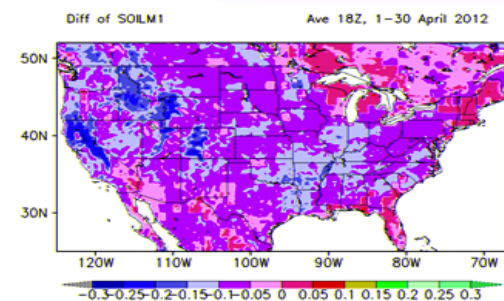 Diff of SOILM1 Ave 18Z, 1-30 April 2012
50N
40N
30N
120W 110W 100W 90W 80W 70W
-0.3-0.25-0.2-0.15-0.1-0.05 0 0.05 0.1 0.15 0.2 0.25 0.3